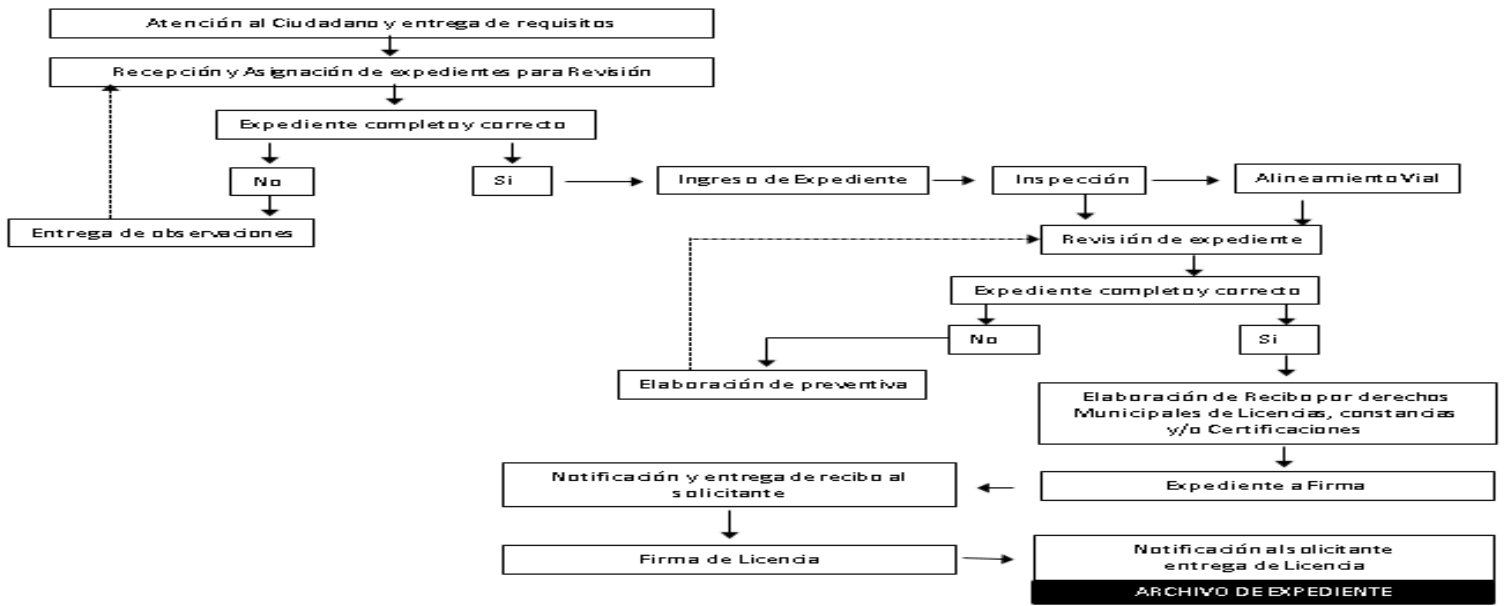 Atención al Ciudadano y entrega de requisitos
Recepción y Asignación de expedientes para Revisión
Expediente completo y correcto
No
Si
Ingreso de Expediente
Inspección
Alineamiento Vial
Entrega de observaciones
Revisión de expediente
Expediente completo y correcto
No
Si
Elaboración de preventiva
Elaboración de Recibo por derechos
Municipales de Licencias, constancias
y/o Certificaciones
Notificación y entrega de recibo al
solicitante
Expediente a Firma
Firma de Licencia
Notificación al solicitante
entrega de Licencia
ARCHIVO DE EXPEDIENTE